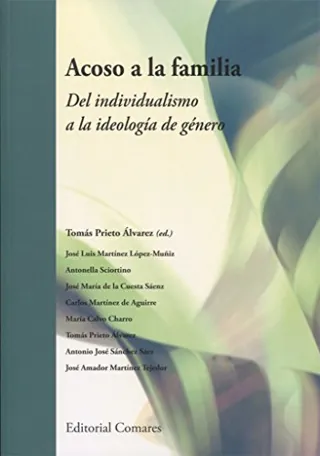 Acoso a la familia
Del individualismo
a la ideología de género
Tomás Prieto Álvarez (ed.)
José Luis Martínez López-Muñiz
Antonella Sciortino
José María de la Cuesta Sáenz
Carlos Martínez de Aguirre
María Calvo Charro
Tomás Prieto Álvarez
Antonio José Sánchez Sáez
José Amador Martínez Tejedor
Editorial Comares